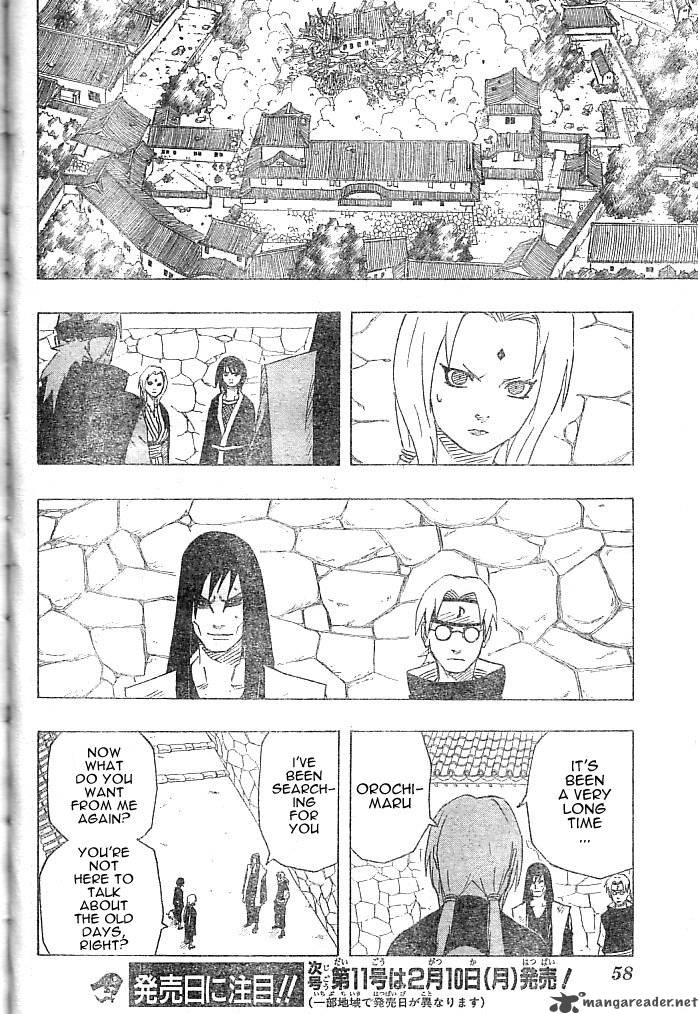 IT'S
BEEN
A VERY
LONG
TIME
...
OROCHI-
MARU
I'VE
BEEN
SEARCH-
ING
FOR
YOU
NOW
WHAT
DO YOU
WANT
FROM ME
AGAIN?
YOU'RE
NOT
HERE TO
TALK
ABOUT
THE OLD
DAYS,
RIGHT?
発売日に注目!!
次号 第11号は2月10日(月)発売!
(一部地域で発売日が異なります)
58
mangareader.net